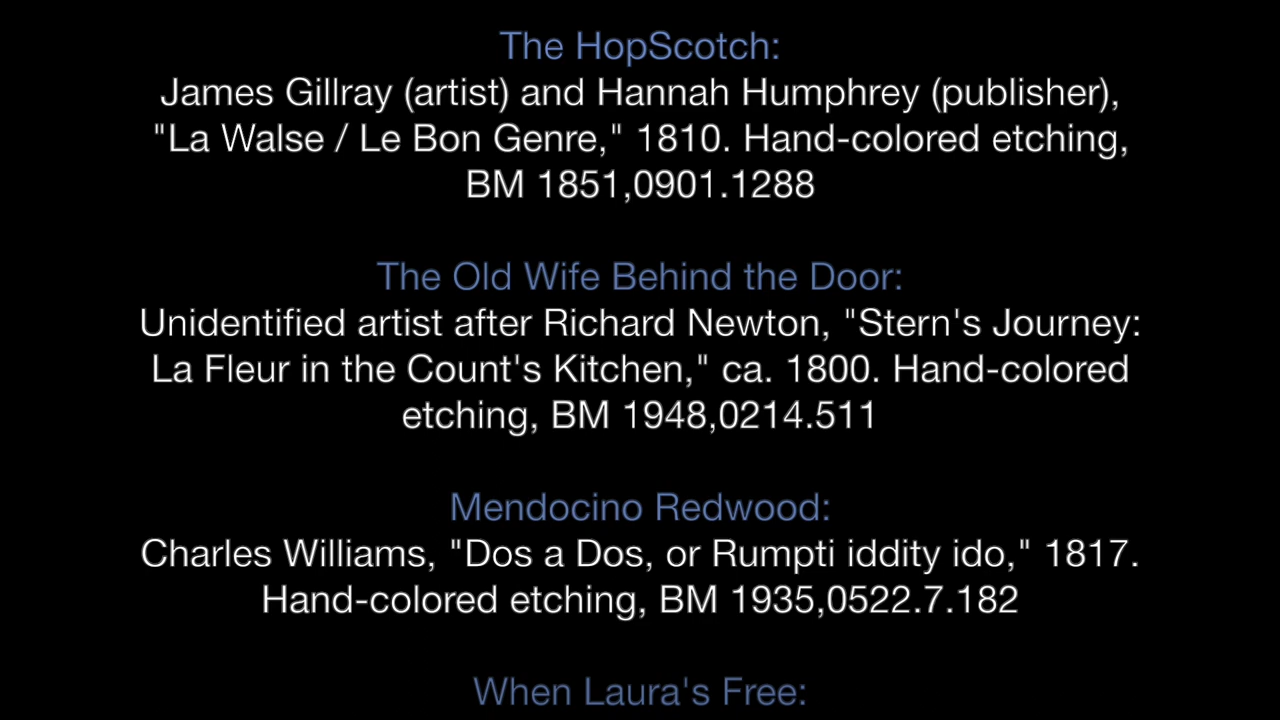 The HopScotch:
James Gillray (artist) and Hannah Humphrey (publisher),
"La Walse / Le Bon Genre," 1810. Hand-colored etching,
BM 1851,0901.1288
The Old Wife Behind the Door:
Unidentified artist after Richard Newton, "Stern's Journey:
La Fleur in the Count's Kitchen," ca. 1800. Hand-colored
etching, BM 1948,0214.511
Mendocino Redwood:
Charles Williams, "Dos a Dos, or Rumpti iddity ido," 1817.
Hand-colored etching, BM 1935,0522.7.182
When Laura's Free: